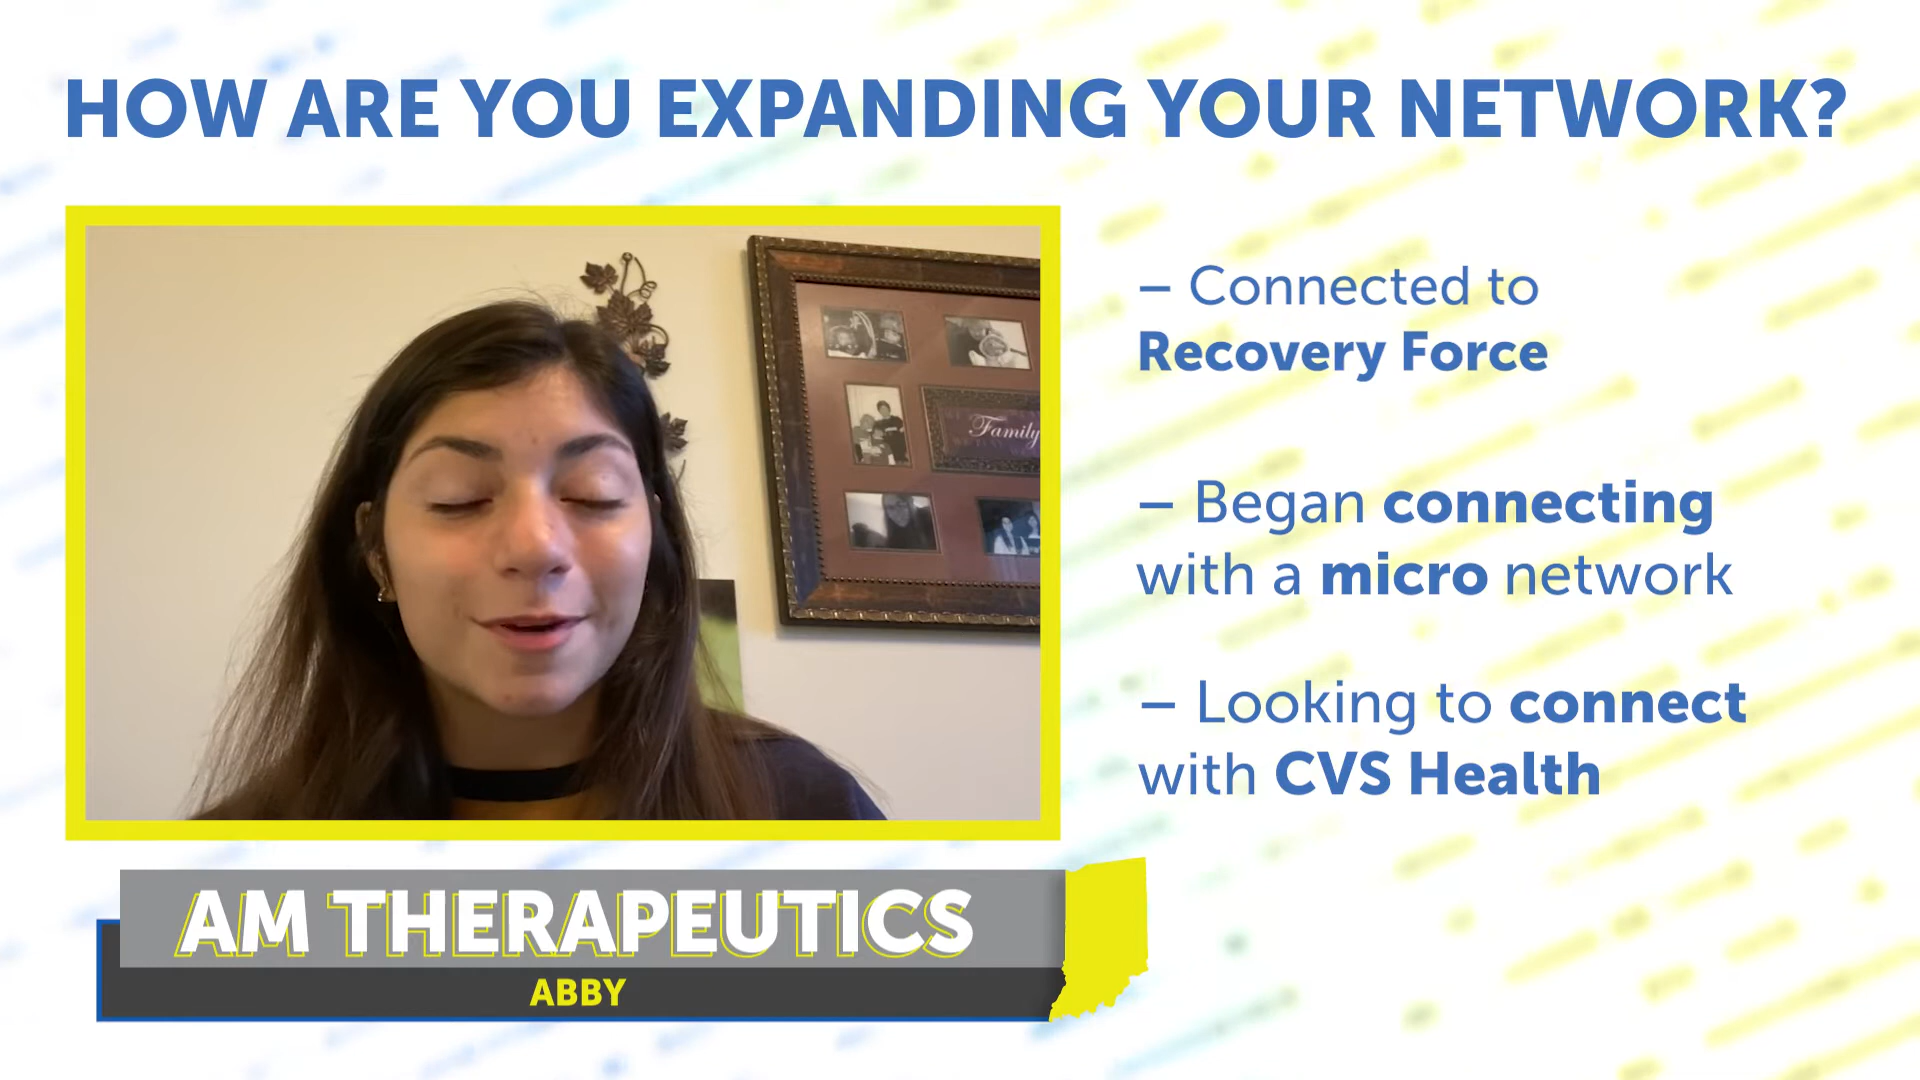 HOW ARE YOU EXPANDING YOUR NETWORK?
Family
– Connected to
Recovery Force
– Began connecting
with a micro network
– Looking to connect
with CVS Health
AM THERAPEUTICS
ABBY